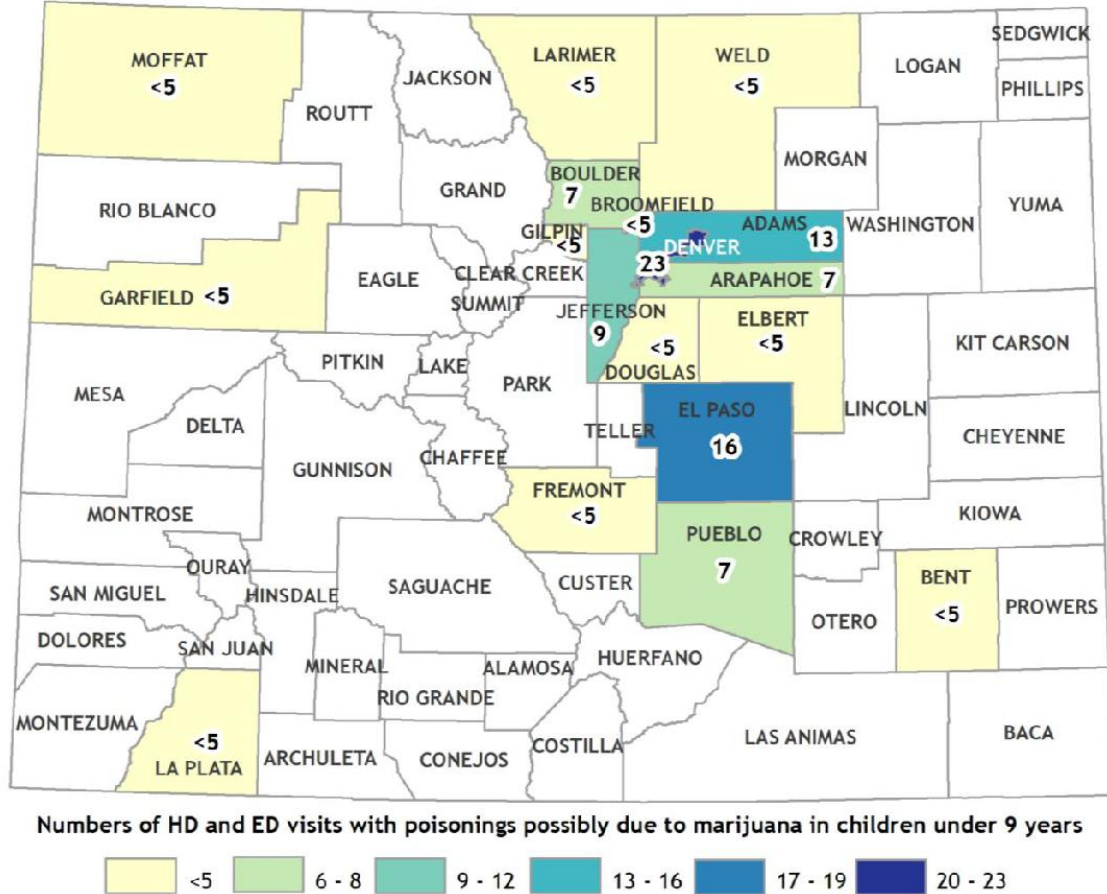 MOFFAT
<5
JACKSON
LARIMER
<5
WELD
<5
LOGAN
SEDGWICK
PHILLIPS
ROUTT
MORGAN
RIO BLANCO
GRAND
BOULDER
7
BROOMFIELD
<5
ADAMS
13
WASHINGTON
YUMA
GILPIN
<5
DENVER
23
GARFIELD <5
EAGLE
CLEAR CREEK
SUMMIT
ARAPAHOE 7
JEFFERSON
9
ELBERT
<5
<5
DOUGLAS
KIT CARSON
MESA
PITKIN
LAKE
PARK
DELTA
GUNNISON
CHAFFEE
TELLER
EL PASO
16
LINCOLN
CHEYENNE
FREMONT
<5
MONTROSE
PUEBLO
7
CROWLEY
KIOWA
OURAY
SAN MIGUEL
HINSDALE
SAGUACHE
CUSTER
OTERO
BENT
<5
PROWERS
DOLORES
SAN JUAN
MINERAL
RIO GRANDE
ALAMOSA
HUERFANO
MONTEZUMA
<5
LA PLATA
ARCHULETA
CONEJOS
COSTILLA
LAS ANIMAS
BACA
Numbers of HD and ED visits with poisonings possibly due to marijuana in children under 9 years
<5 6 - 8 9 - 12 13 - 16 17 - 19 20 - 23